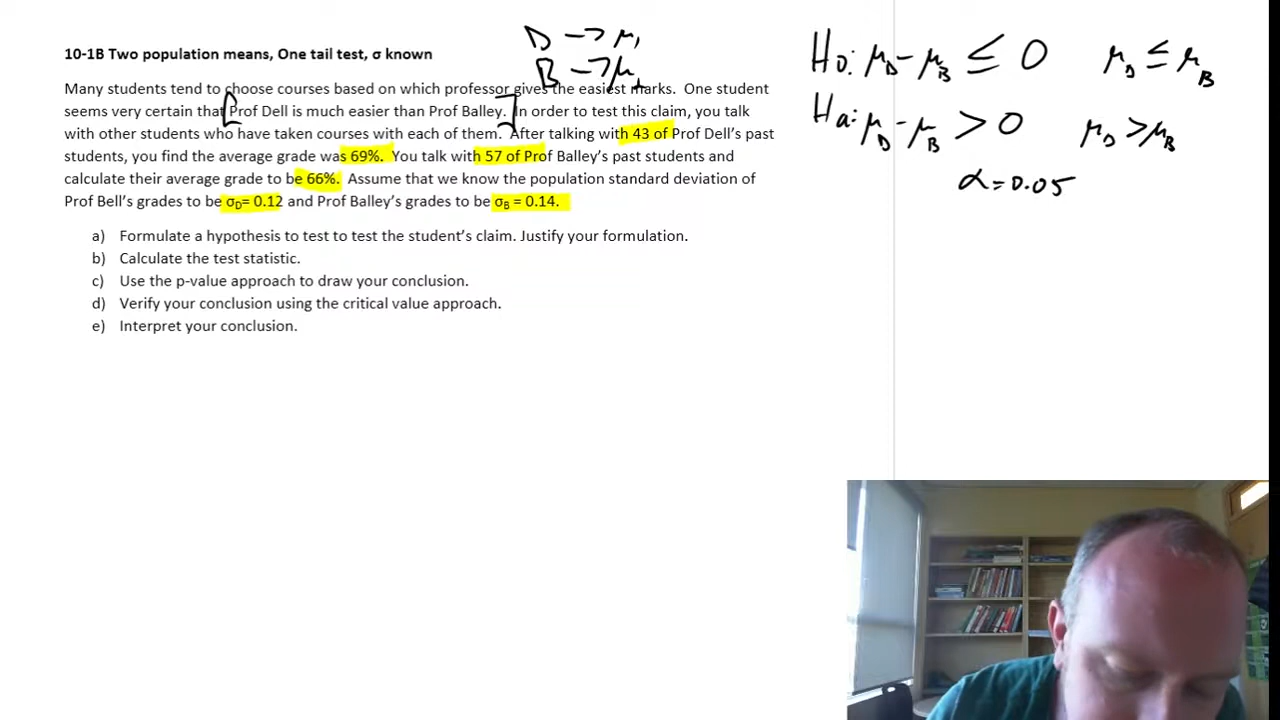 D -> μ₁
B -> μ₂
10-1B Two population means, One tail test, σ known
Many students tend to choose courses based on which professor gives the easiest marks. One student
seems very certain that [Prof Dell is much easier than Prof Balley.] In order to test this claim, you talk
with other students who have taken courses with each of them. After talking with 43 of Prof Dell's past
students, you find the average grade was 69%. You talk with 57 of Prof Balley's past students and
calculate their average grade to be 66%. Assume that we know the population standard deviation of
Prof Bell's grades to be σD= 0.12 and Prof Balley's grades to be σB = 0.14.
a) Formulate a hypothesis to test to test the student's claim. Justify your formulation.
b) Calculate the test statistic.
c) Use the p-value approach to draw your conclusion.
d) Verify your conclusion using the critical value approach.
e) Interpret your conclusion.
Ho: μD - μB ≤ 0 μD ≤ μB
Ha: μD - μB > 0 μD > μB
α = 0.05